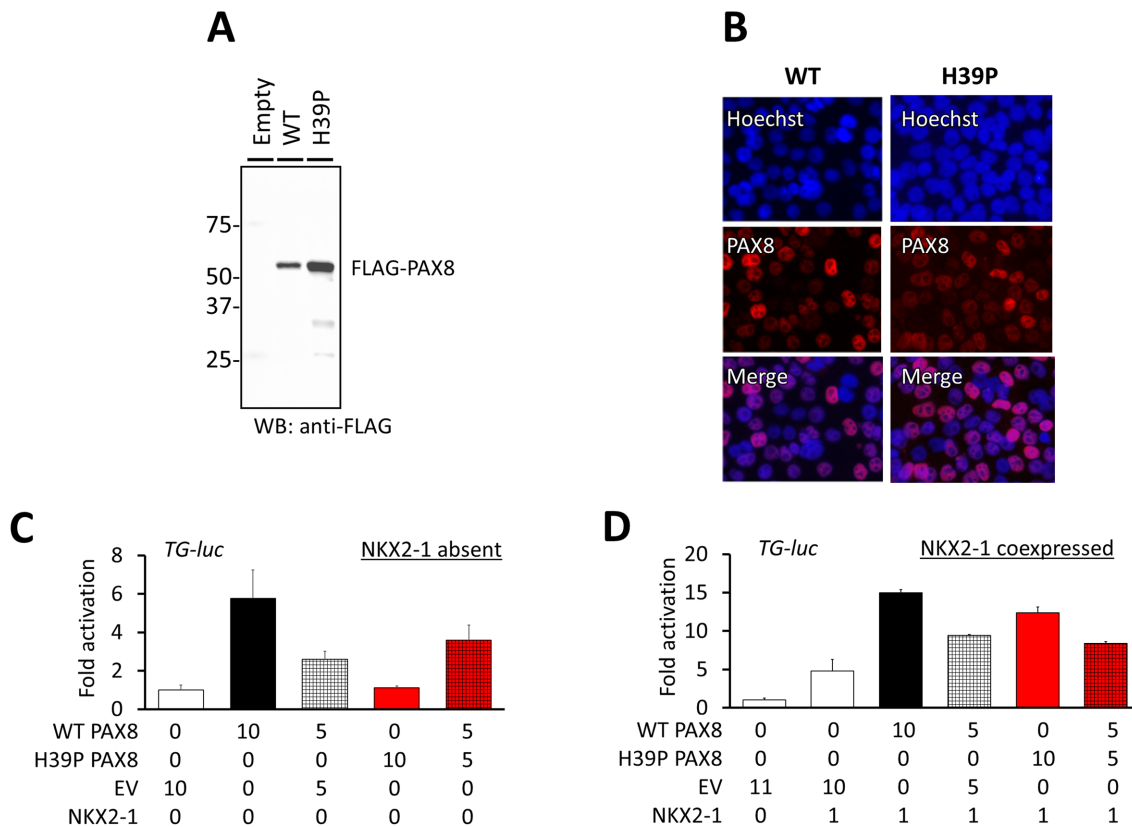 A
Empty
WT
H39P
75-
50-
37-
25-
FLAG-PAX8
WB: anti-FLAG
B
WT H39P
Hoechst Hoechst
PAX8 PAX8
Merge Merge
C
TG-luc NKX2-1 absent
Fold activation
8
6
4
2
0
WT PAX8 0 10 5 0 5
H39P PAX8 0 0 0 10 5
EV 10 0 5 0 0
NKX2-1 0 0 0 0 0
D
TG-luc NKX2-1 coexpressed
Fold activation
20
15
10
5
0
WT PAX8 0 0 10 5 0 5
H39P PAX8 0 0 0 0 10 5
EV 11 10 0 5 0 0
NKX2-1 0 1 1 1 1 1